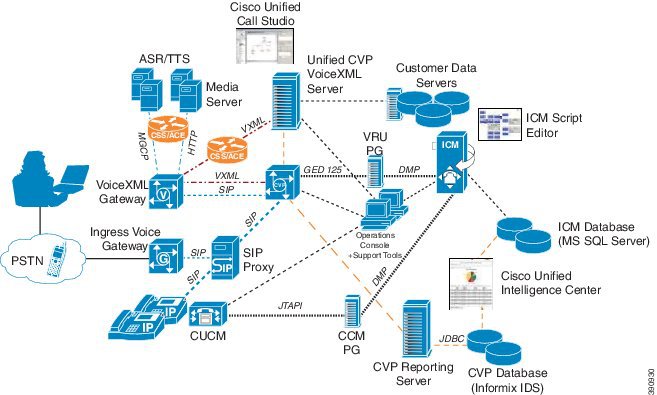 Cisco Unified
Call Studio
ASR/TTS
Unified CVP
VoiceXML
Server
Customer Data
Servers
Media
Server
CSS/ACE
MGCP
HTTP
VXML
CSS/ACE
VRU
PG
ICM
ICM Script
Editor
VoiceXML
Gateway
V
VXML
SIP
CVP
GED 125
DMP
SIP
Operations
Console
+Support Tools
ICM Database
(MS SQL Server)
PSTN
Ingress Voice
Gateway
G
SIP
SIP
SIP
Proxy
SIP
DMP
Cisco Unified
Intelligence Center
IP
IP
CUCM
JTAPI
CCM
PG
CVP Reporting
Server
JDBC
CVP Database
(Informix IDS)
390930